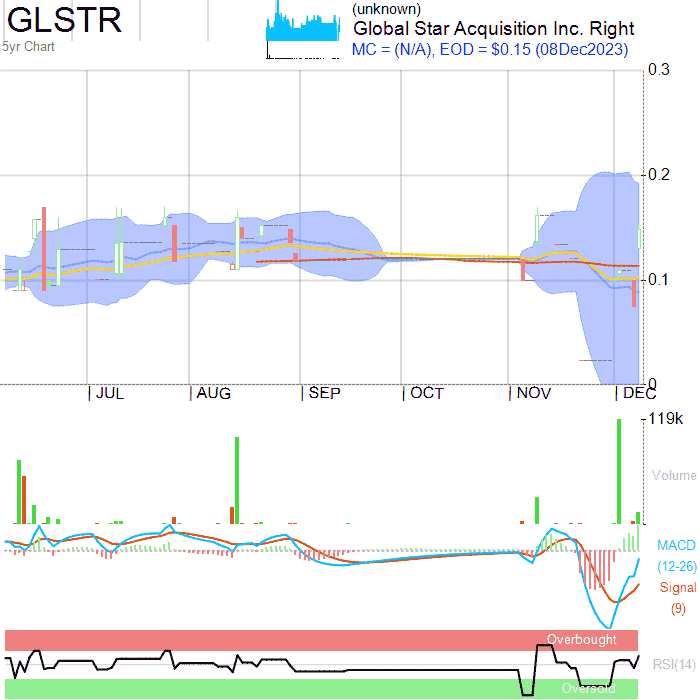 GLSTR
5yr Chart
(unknown)
Global Star Acquisition Inc. Right
MC = (N/A), EOD = $0.15 (08Dec2023)
0.3
0.2
0.1
0
JUL AUG SEP OCT NOV DEC
119k
Volume
MACD
(12-26)
Signal
(9)
Overbought
RSI(14)
Oversold